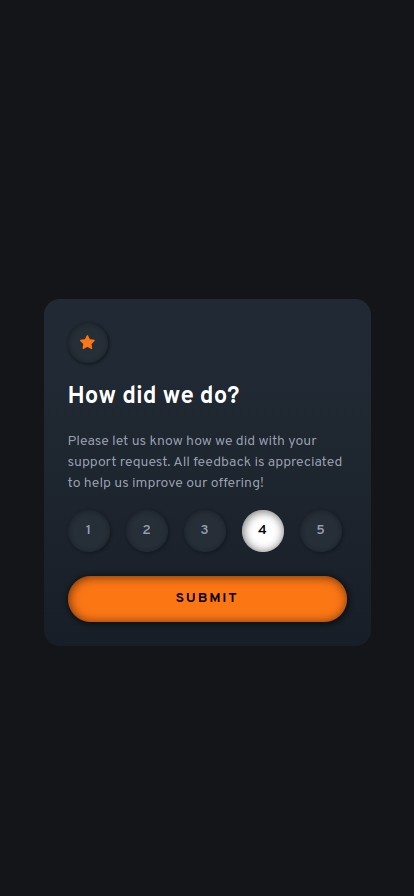 How did we do?
Please let us know how we did with your
support request. All feedback is appreciated
to help us improve our offering!
1 2 3 4 5
SUBMIT